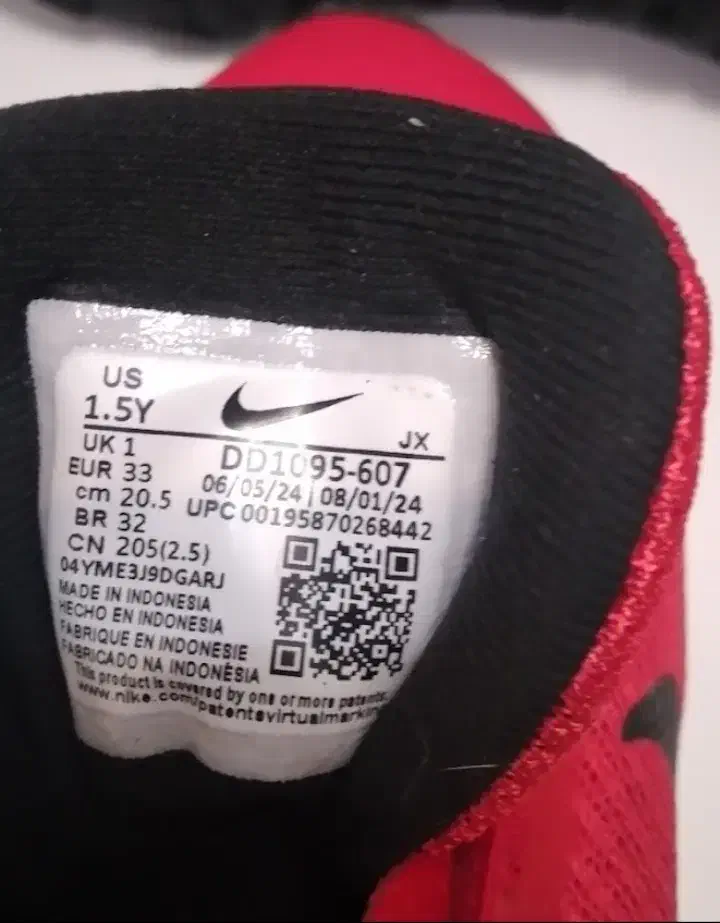 US
1.5Y
JX
UK 1
EUR 33
cm 20.5
BR 32
CN 205(2.5)
DD1095-607
06/05/24 | 08/01/24
UPC 00195870268442
04YME3J9DGARJ
MADE IN INDONESIA
HECHO EN INDONESIA
FABRIQUE EN INDONESIE
FABRICADO NA INDONÉSIA
This product is covered by one or more patents.
www.nike.com/patentsvirtualmarkin